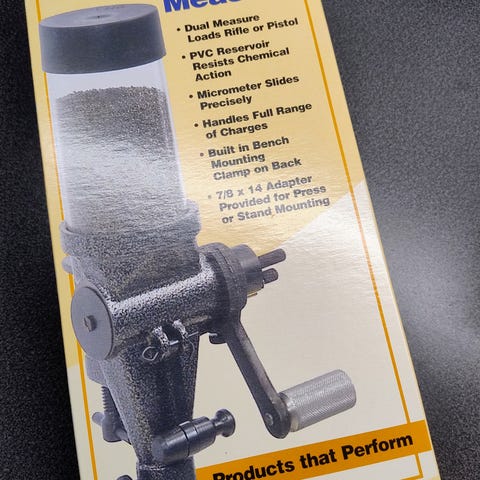 • Dual Measure
Loads Rifle or Pistol
• PVC Reservoir
Resists Chemical
Action
• Micrometer Slides
Precisely
• Handles Full Range
of Charges
• Built in Bench
Mounting
Clamp on Back
• 7/8 x 14 Adapter
Provided for Press
or Stand Mounting
Products that Perform